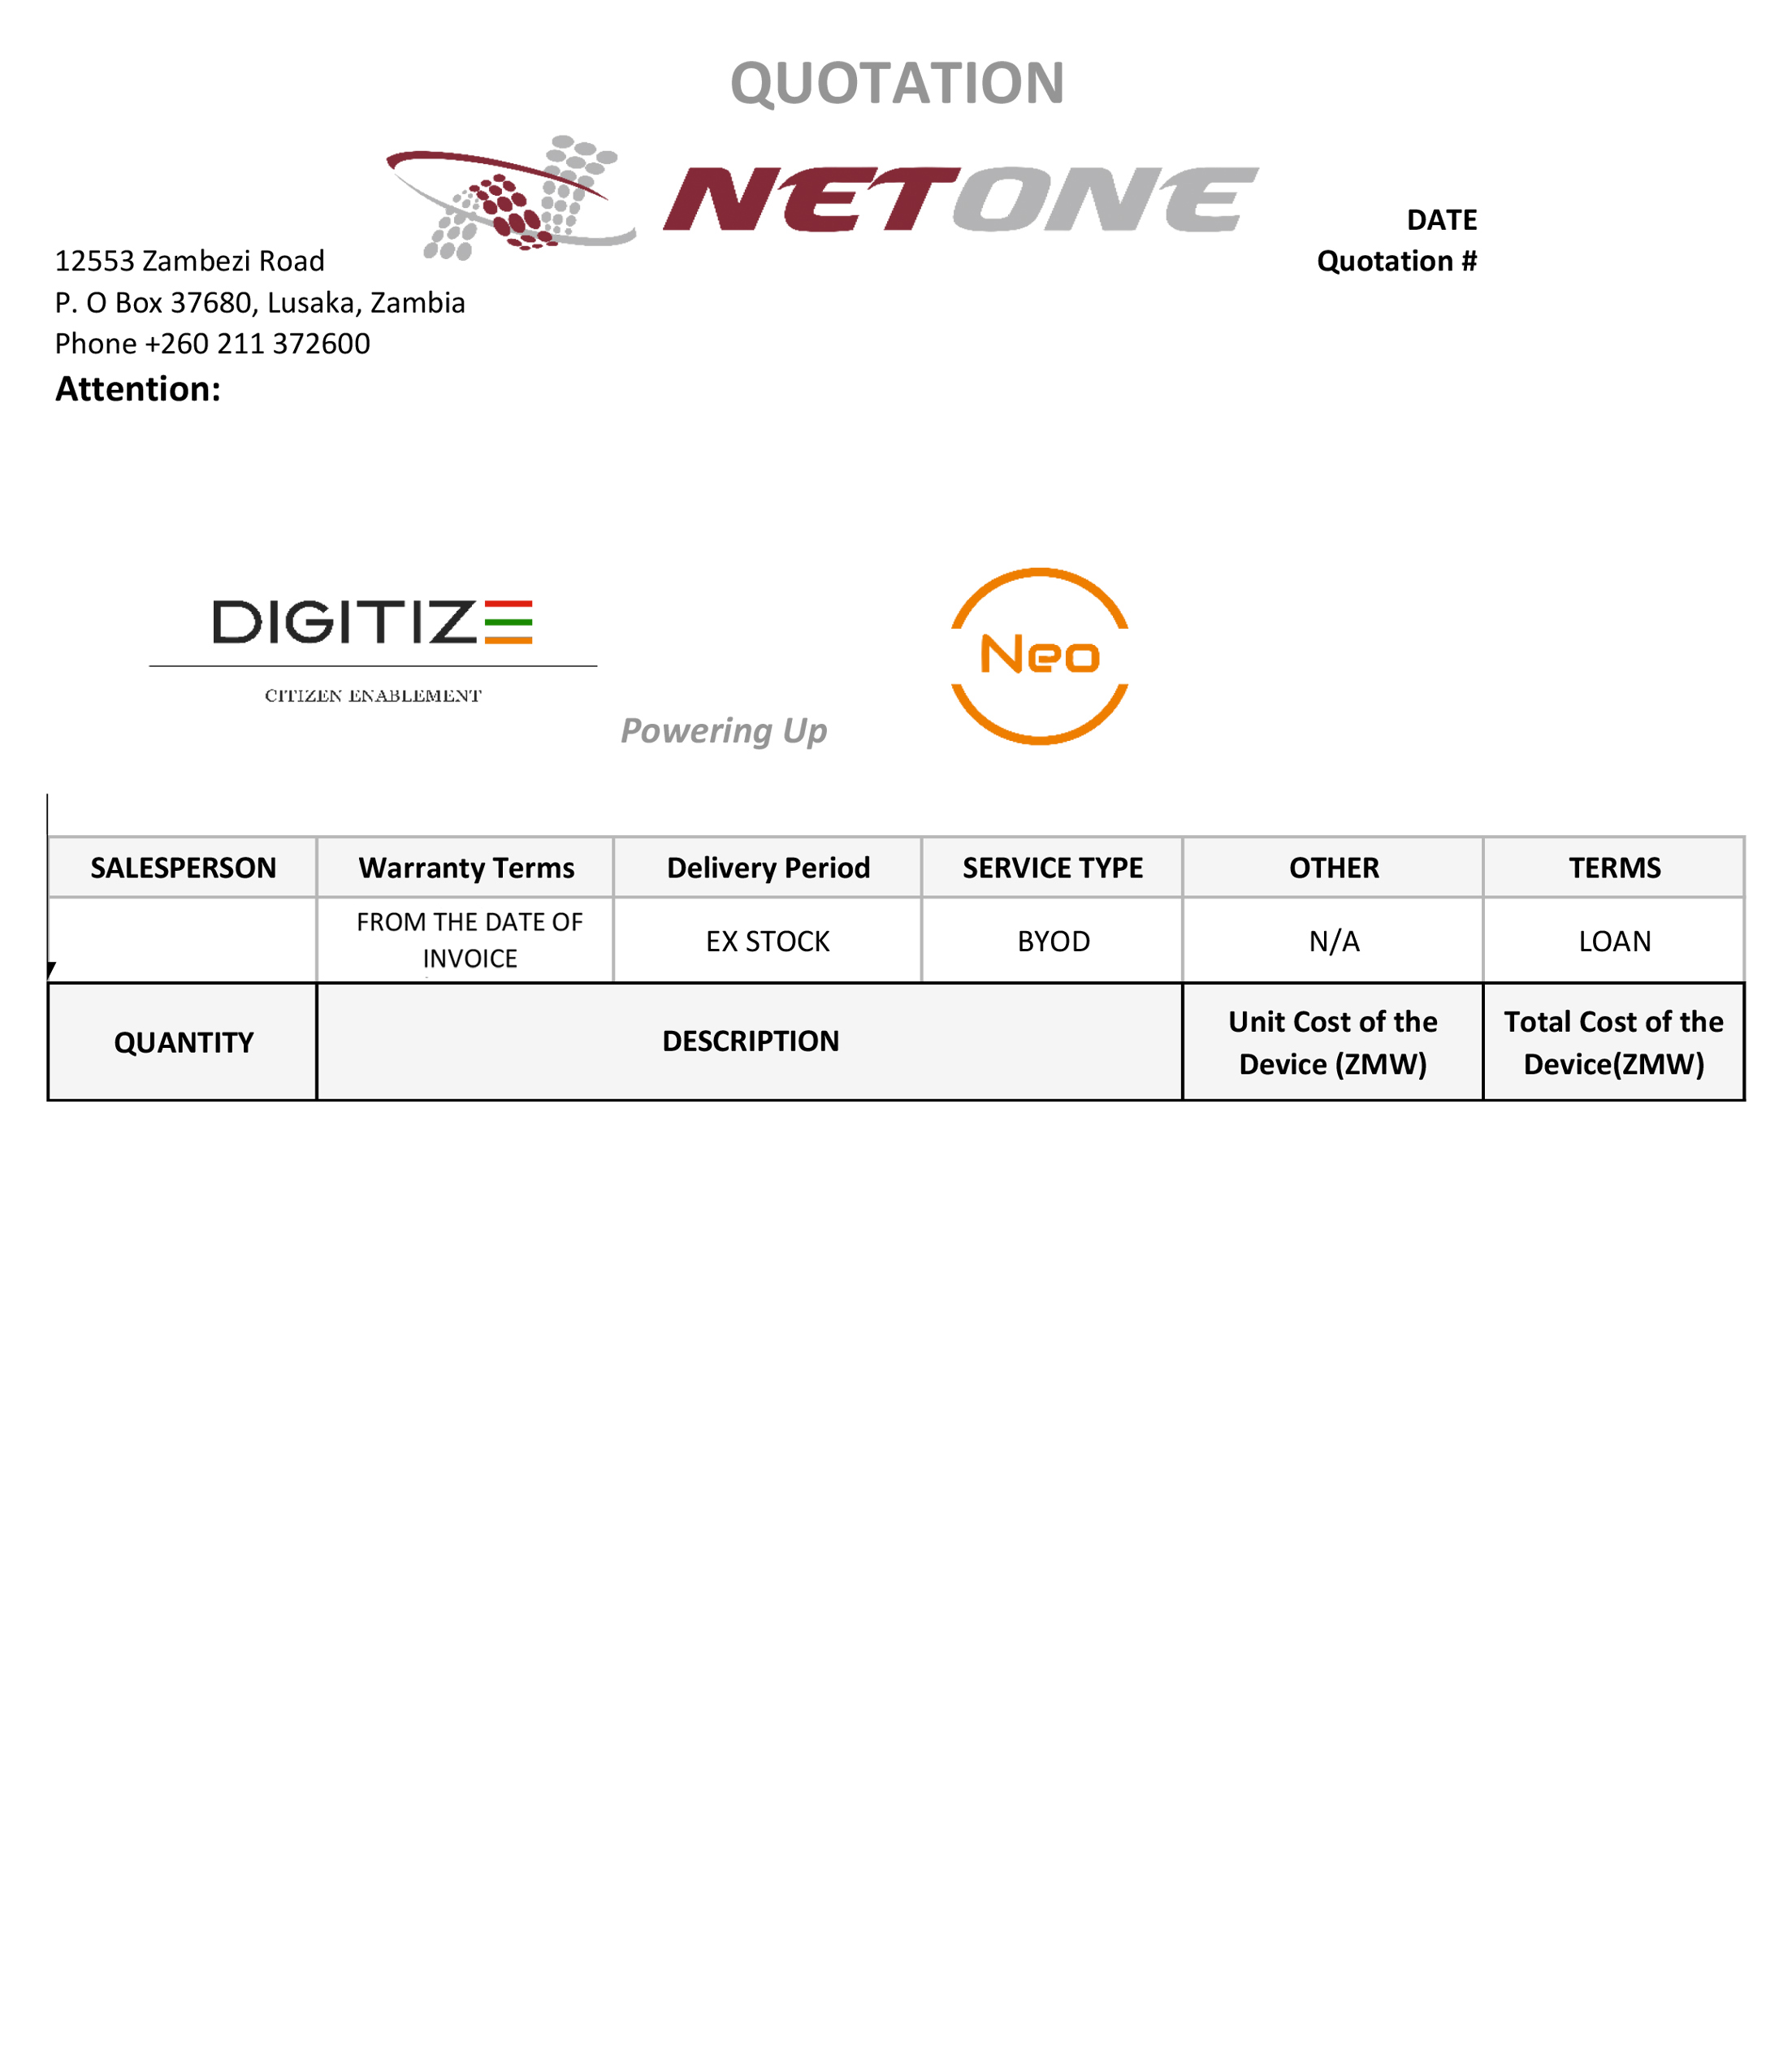 QUOTATION
NETONE
DATE
12553 Zambezi Road
Quotation #
P. O Box 37680, Lusaka, Zambia
Phone +260 211 372600
Attention:
DIGITIZE
CITIZEN ENABLEMENT
Neo
Powering Up
SALESPERSON Warranty Terms Delivery Period SERVICE TYPE OTHER TERMS
FROM THE DATE OF
INVOICE
EX STOCK BYOD N/A LOAN
QUANTITY DESCRIPTION
Unit Cost of the
Device (ZMW)
Total Cost of the
Device(ZMW)